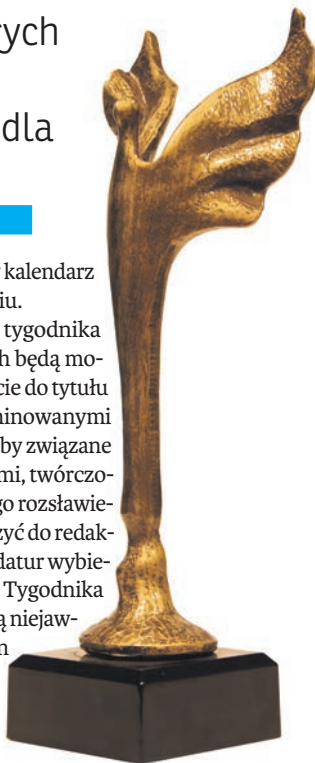 ych
dla
kalendarz
iu.
tygodnika
h będą mo-
cie do tytułu
minowanymi
by związane
mi, twórczo-
go rozsławie-
zyć do redak-
datur wybie-
Tygodnika
ą niejaw-